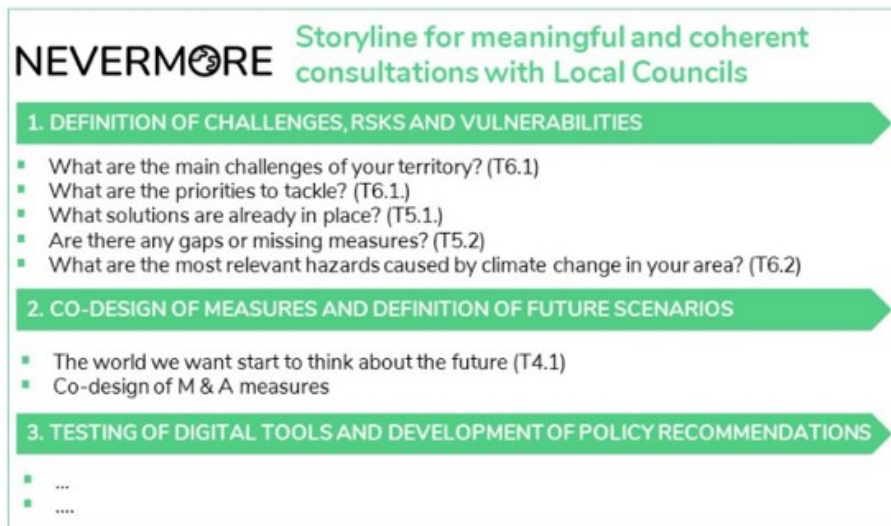 NEVERMORE
Storyline for meaningful and coherent
consultations with Local Councils
1. DEFINITION OF CHALLENGES, RSKS AND VULNERABILITIES
What are the main challenges of your territory? (T6.1)
What are the priorities to tackle? (T6.1.)
What solutions are already in place? (T5.1.)
Are there any gaps or missing measures? (T5.2)
What are the most relevant hazards caused by climate change in your area? (T6.2)
2. CO-DESIGN OF MEASURES AND DEFINITION OF FUTURE SCENARIOS
The world we want start to think about the future (T4.1)
Co-design of M & A measures
3. TESTING OF DIGITAL TOOLS AND DEVELOPMENT OF POLICY RECOMMENDATIONS
...
....